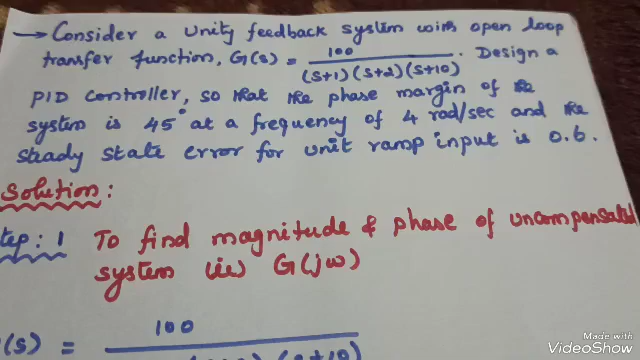 → Consider a unity feedback system with open loop
transfer function, G(s) = 100 / (s+1)(s+2)(s+10). Design a
PID controller, so that the phase margin of the
system is 45° at a frequency of 4 rad/sec and the
steady state error for unit ramp input is 0.6.
Solution:
tep: 1 To find magnitude & phase of uncompensated
system (ie) G(jω)
(s) = 100
(s+10)
Made with
VideoShow